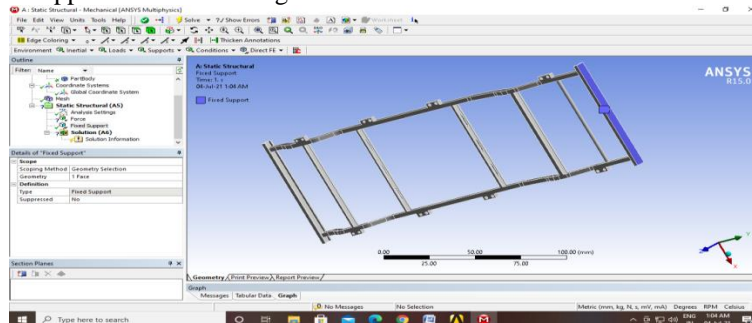 A : Static Structural - Mechanical [ANSYS Multiphysics]
File Edit View Units Tools Help
Solve
?/ Show Errors
Worksheet
Edge Coloring
Thicken Annotations
Environment Inertial Loads Supports Conditions Direct FE
Outline
Filter: Name
PartBody
Coordinate Systems
Global Coordinate System
Mesh
Static Structural (A5)
Analysis Settings
Force
Fixed Support
Solution (A6)
Solution Information
Details of "Fixed Support"
Scope
Scoping Method Geometry Selection
Geometry 1 Face
Definition
Type Fixed Support
Suppressed No
Section Planes
A: Static Structural
Fixed Support
Time: 1. s
04-Jul-21 1:04 AM
Fixed Support
ANSYS
R15.0
0.00 50.00 100.00 (mm)
25.00 75.00
Y
X
Geometry Print Preview Report Preview
Graph
Messages Tabular Data Graph
No Messages No Selection Metric (mm, kg, N, s, mV, mA) Degrees RPM Celsius
Type here to search
ENG 1:04 AM